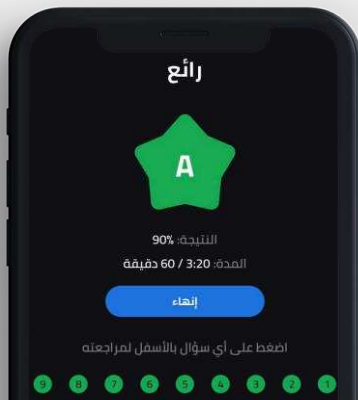 رائع
A
النتيجة: 90%
المدة: 3:20 / 60 دقيقة
إنهاء
اضغط على أي سؤال بالأسفل لمراجعته
1 2 3 4 5 6 7 8 9